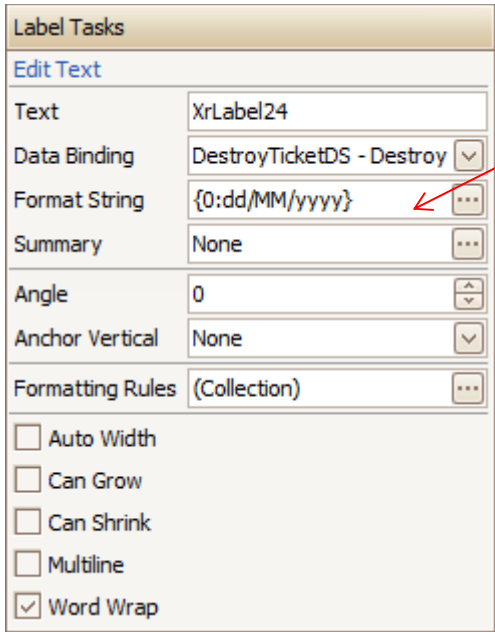 Label Tasks
Edit Text
Text XrLabel24
Data Binding DestroyTicketDS - Destroy
Format String {0:dd/MM/yyyy}
Summary None
Angle 0
Anchor Vertical None
Formatting Rules (Collection)
Auto Width
Can Grow
Can Shrink
Multiline
Word Wrap